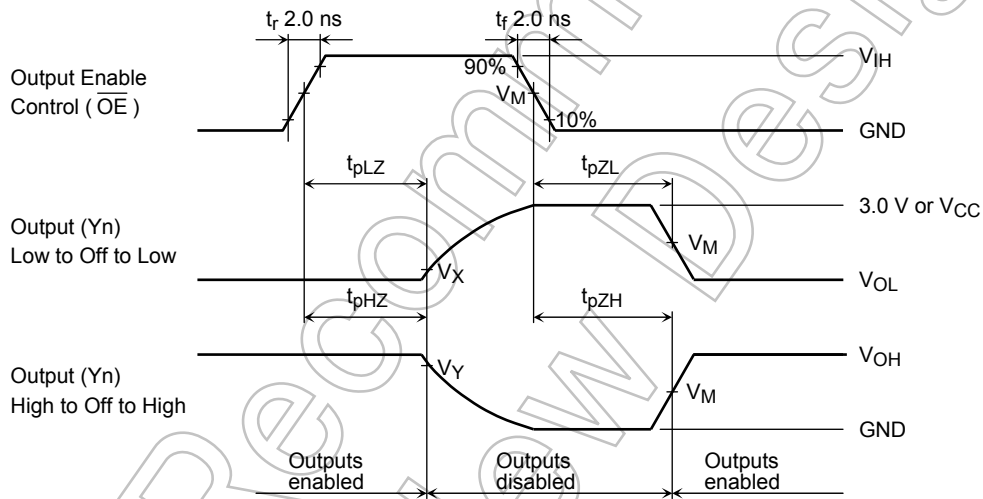 tr 2.0 ns
tf 2.0 ns
Output Enable
Control ( OE )
90%
VM
10%
VIH
GND
tpLZ
tpZL
Output (Yn)
Low to Off to Low
VX
VM
3.0 V or VCC
VOL
tpHZ
tpZH
Output (Yn)
High to Off to High
VY
VM
VOH
GND
Outputs
enabled
Outputs
disabled
Outputs
enabled